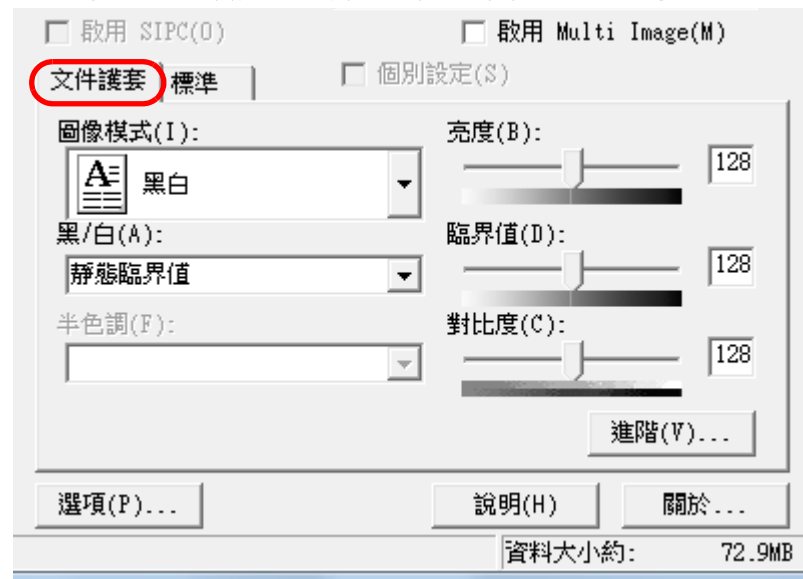 啟用 SIPC(O) 啟用 Multi Image(M)
文件護套 標準 個別設定(S)
圖像模式(I): 亮度(B):
黑白 128
黑/白(A): 臨界值(D):
靜態臨界值 128
半色調(F): 對比度(C):
128
進階(V)...
選項(P)... 說明(H) 關於...
資料大小約: 72.9MB